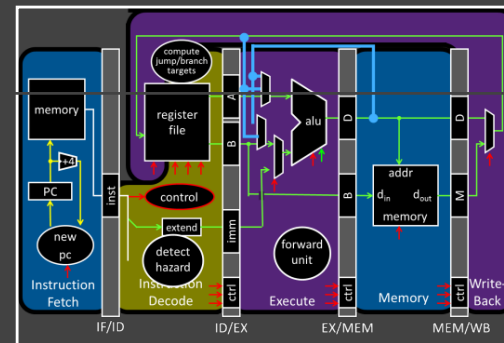 compute
jump/branch
targets
memory
register
file
A
B
alu
D
D
+4
addr
PC
inst
control
B
d in
d out
M
memory
extend
imm
new
pc
detect
hazard
forward
unit
Instruction
Fetch
Instruction
Decode
ctrl
Execute
ctrl
Memory
ctrl
Write-
Back
IF/ID
ID/EX
EX/MEM
MEM/WB